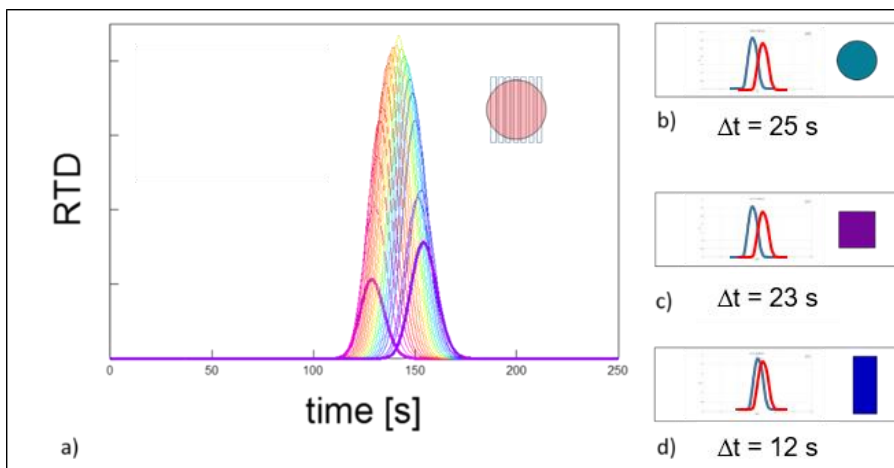 RTD
0
50
100
150
200
250
time [s]
a)
b)
Δt = 25 s
c)
Δt = 23 s
d)
Δt = 12 s